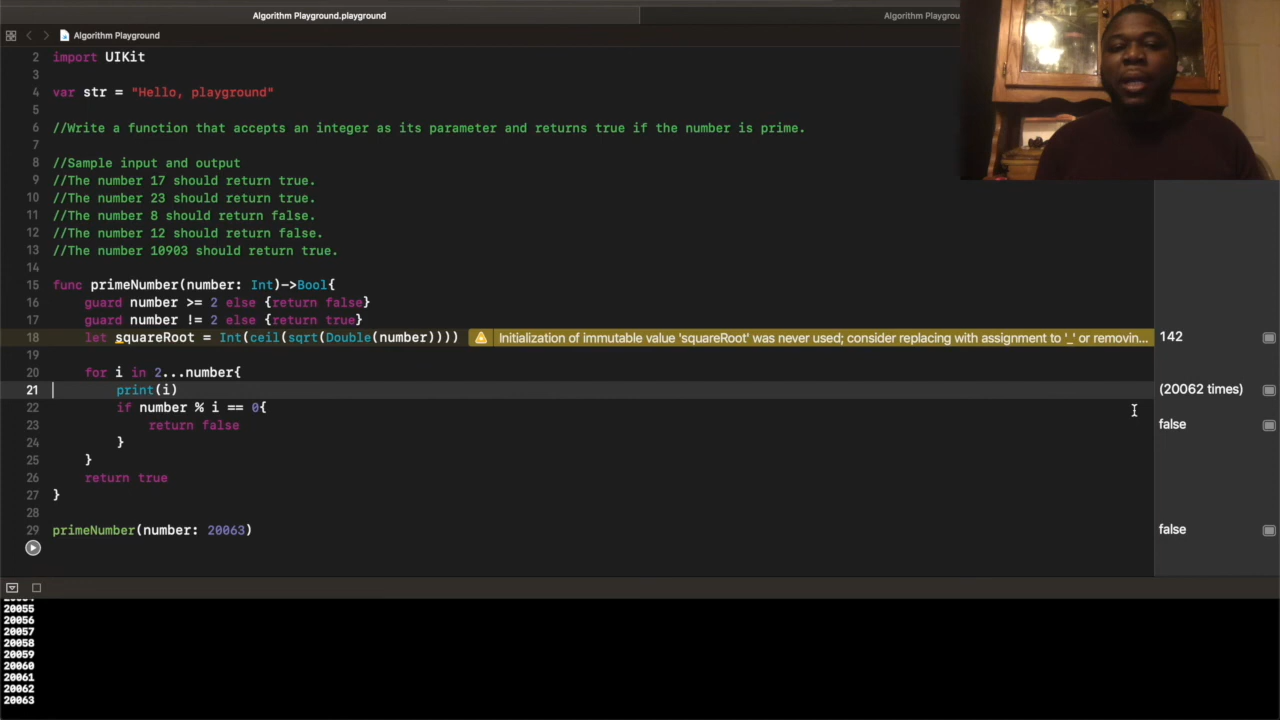 Algorithm Playground.playground
Algorithm Playgrou
Algorithm Playground
2 import UIKit
3
4 var str = "Hello, playground"
5
6 //Write a function that accepts an integer as its parameter and returns true if the number is prime.
7
8 //Sample input and output
9 //The number 17 should return true.
10 //The number 23 should return true.
11 //The number 8 should return false.
12 //The number 12 should return false.
13 //The number 10903 should return true.
14
15 func primeNumber(number: Int)->Bool{
16 guard number >= 2 else {return false}
17 guard number != 2 else {return true}
18 let squareRoot = Int(ceil(sqrt(Double(number)))) Initialization of immutable value 'squareRoot' was never used; consider replacing with assignment to '_' or removin... 142
19
20 for i in 2...number{
21 print(i) (20062 times)
22 if number % i == 0{
23 return false false
24 }
25 }
26 return true
27 }
28
29 primeNumber(number: 20063) false
20055
20056
20057
20058
20059
20060
20061
20062
20063